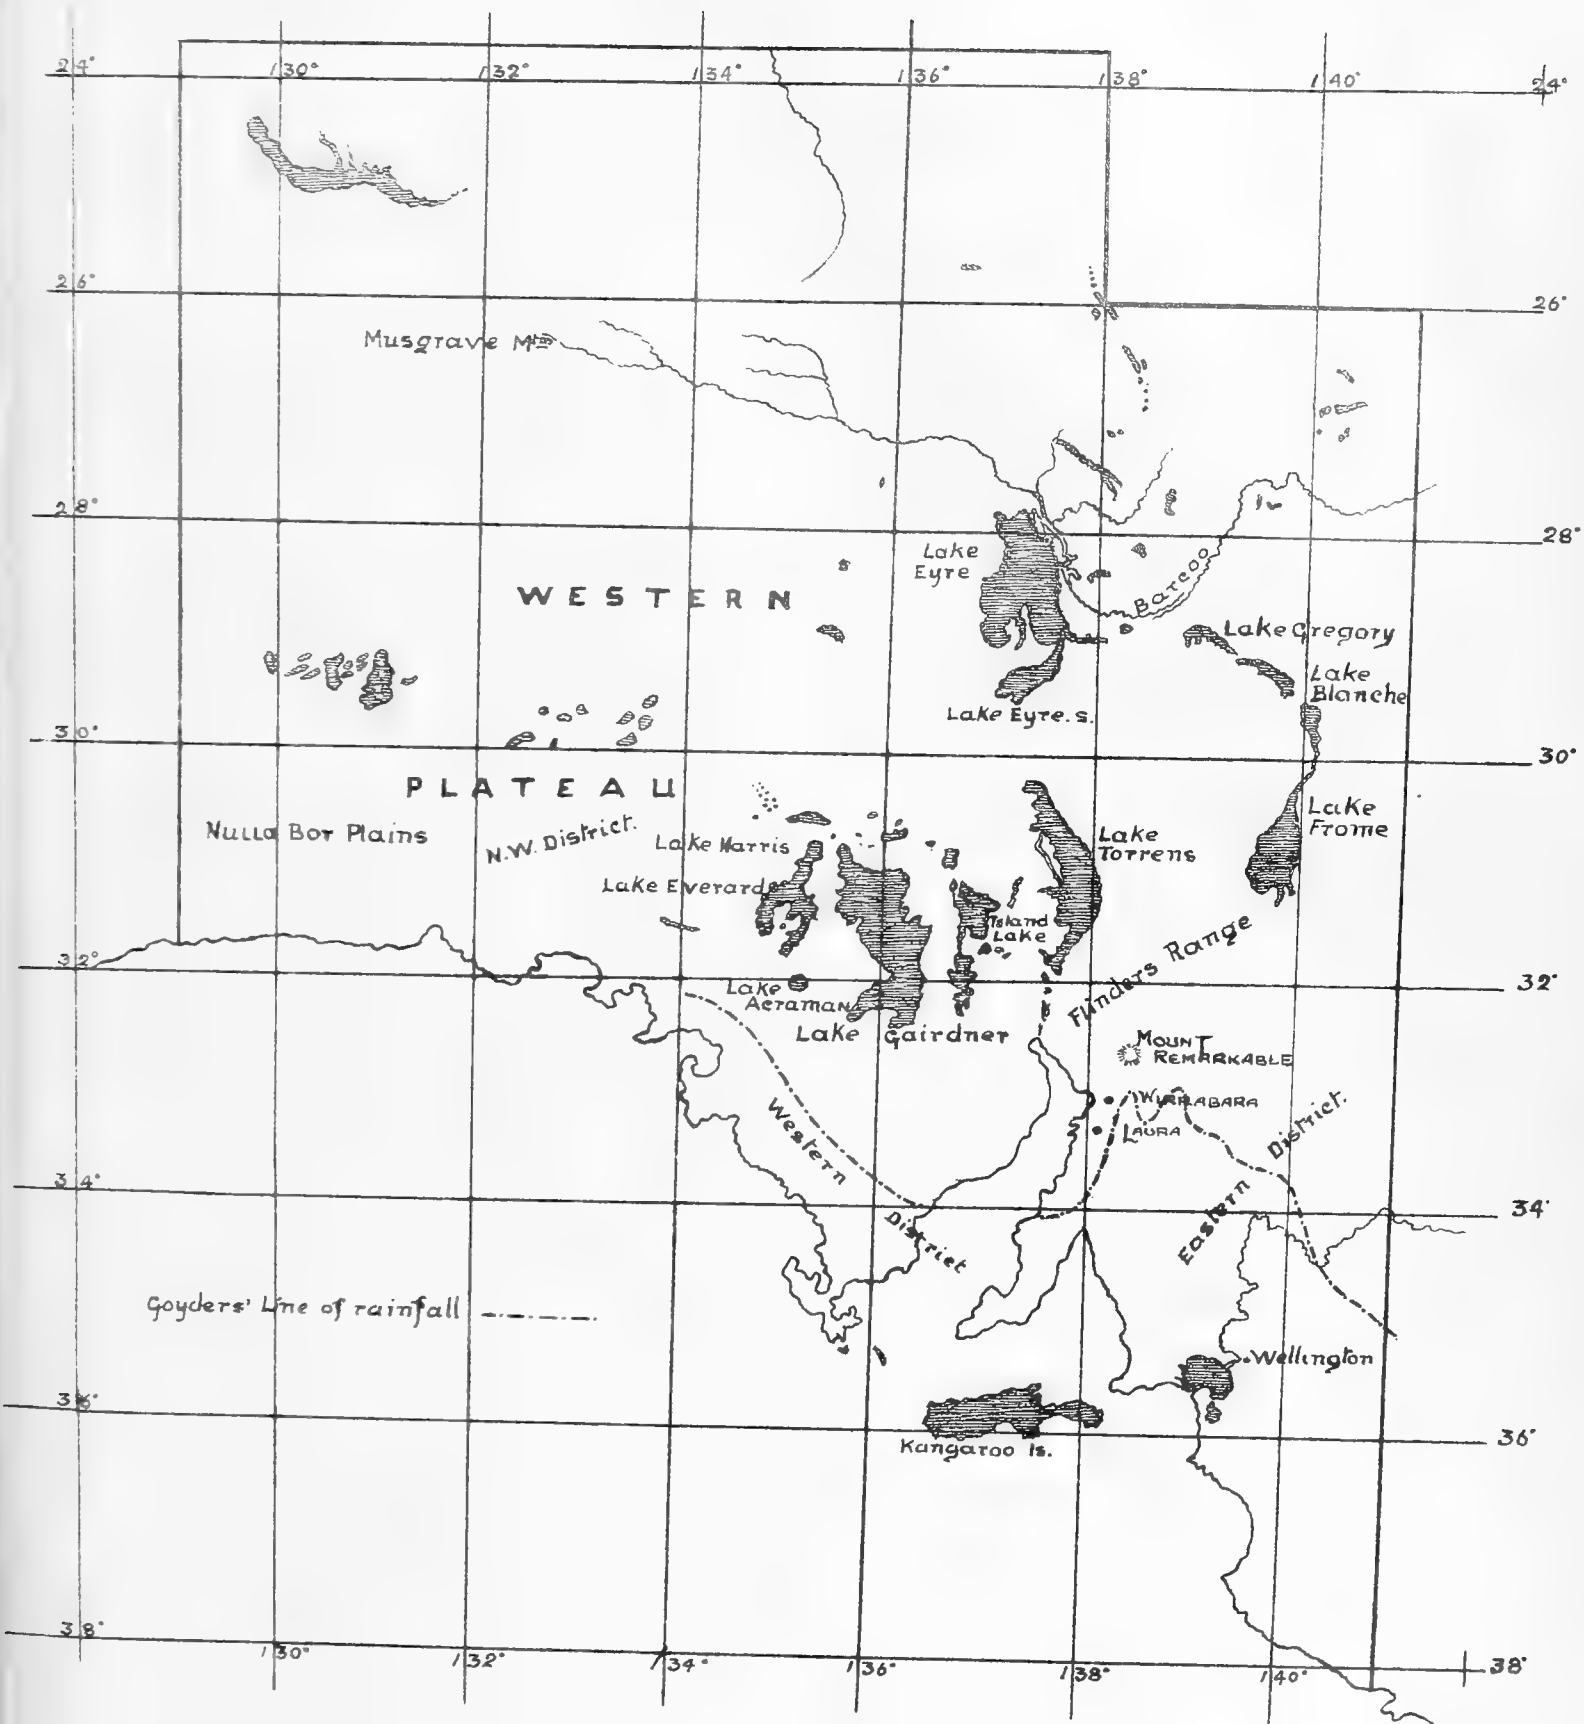 130° 132° 134° 136° 138° 140°
24° 24°
26° 26°
Musgrave Mts
28° 28°
Lake
Eyre
Barcoo
WESTERN
Lake Gregory
Lake
Blanche
Lake Eyre. S.
30° 30°
PLATEAU
Nulla Bor Plains
N.W. District.
Lake Harris
Lake Everard
Lake
Torrens
Lake
Frome
Island
Lake
Flinders Range
32° 32°
Lake
Acraman
Lake Gairdner
MOUNT
REMARKABLE
WIRRABARA
LAURA
Western
District
Eastern
District.
34° 34°
Goyders' Line of rainfall
Wellington
36° 36°
Kangaroo Is.
38° 38°
130° 132° 134° 136° 138° 140°